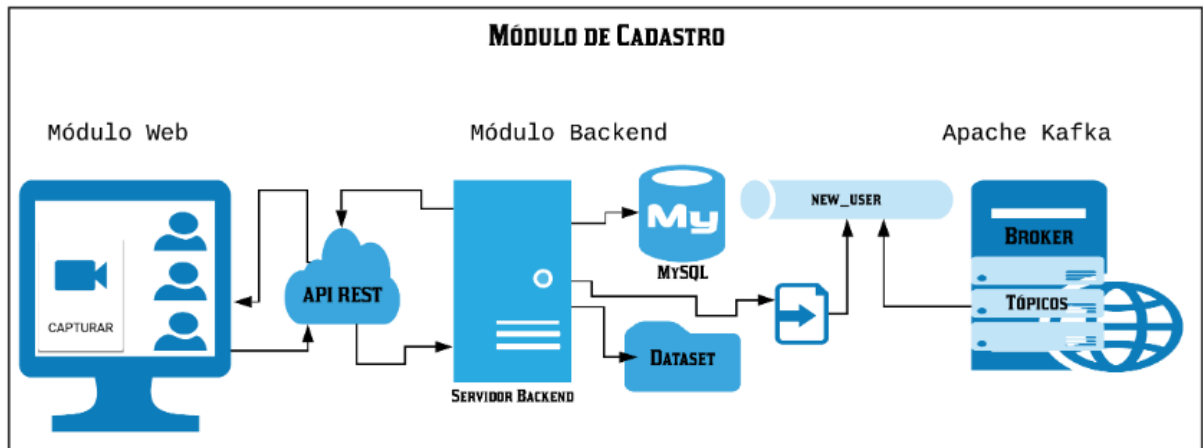 MÓDULO DE CADASTRO
Módulo Web
Módulo Backend
Apache Kafka
CAPTURAR
API REST
SERVIDOR BACKEND
My
MYSQL
DATASET
NEW_USER
BROKER
TÓPICOS